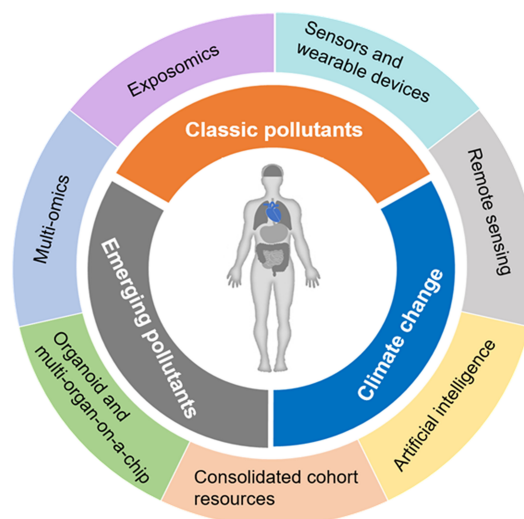 Exposomics
Sensors and
wearable devices
Remote sensing
Artificial intelligence
Consolidated cohort
resources
Organoid and
multi-organ-on-a-chip
Multi-omics
Classic pollutants
Climate change
Emerging pollutants